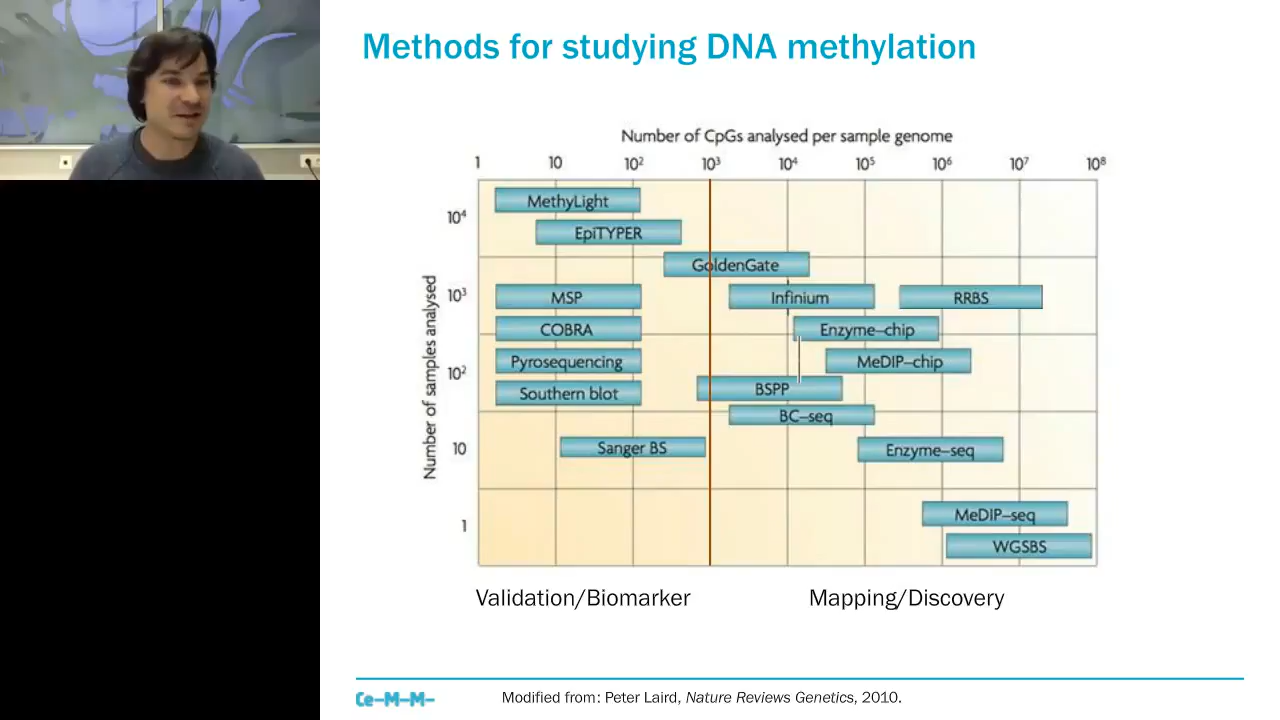 Methods for studying DNA methylation
Number of CpGs analysed per sample genome
1 10 10² 10³ 10⁴ 10⁵ 10⁶ 10⁷ 10⁸
Number of samples analysed
10⁴
10³
10²
10
1
MethyLight
EpiTYPER
GoldenGate
MSP
Infinium
RRBS
COBRA
Enzyme–chip
Pyrosequencing
MeDIP–chip
Southern blot
BSPP
BC–seq
Sanger BS
Enzyme–seq
MeDIP–seq
WGSBS
Validation/Biomarker
Mapping/Discovery
Ce–M–M–
Modified from: Peter Laird, Nature Reviews Genetics, 2010.